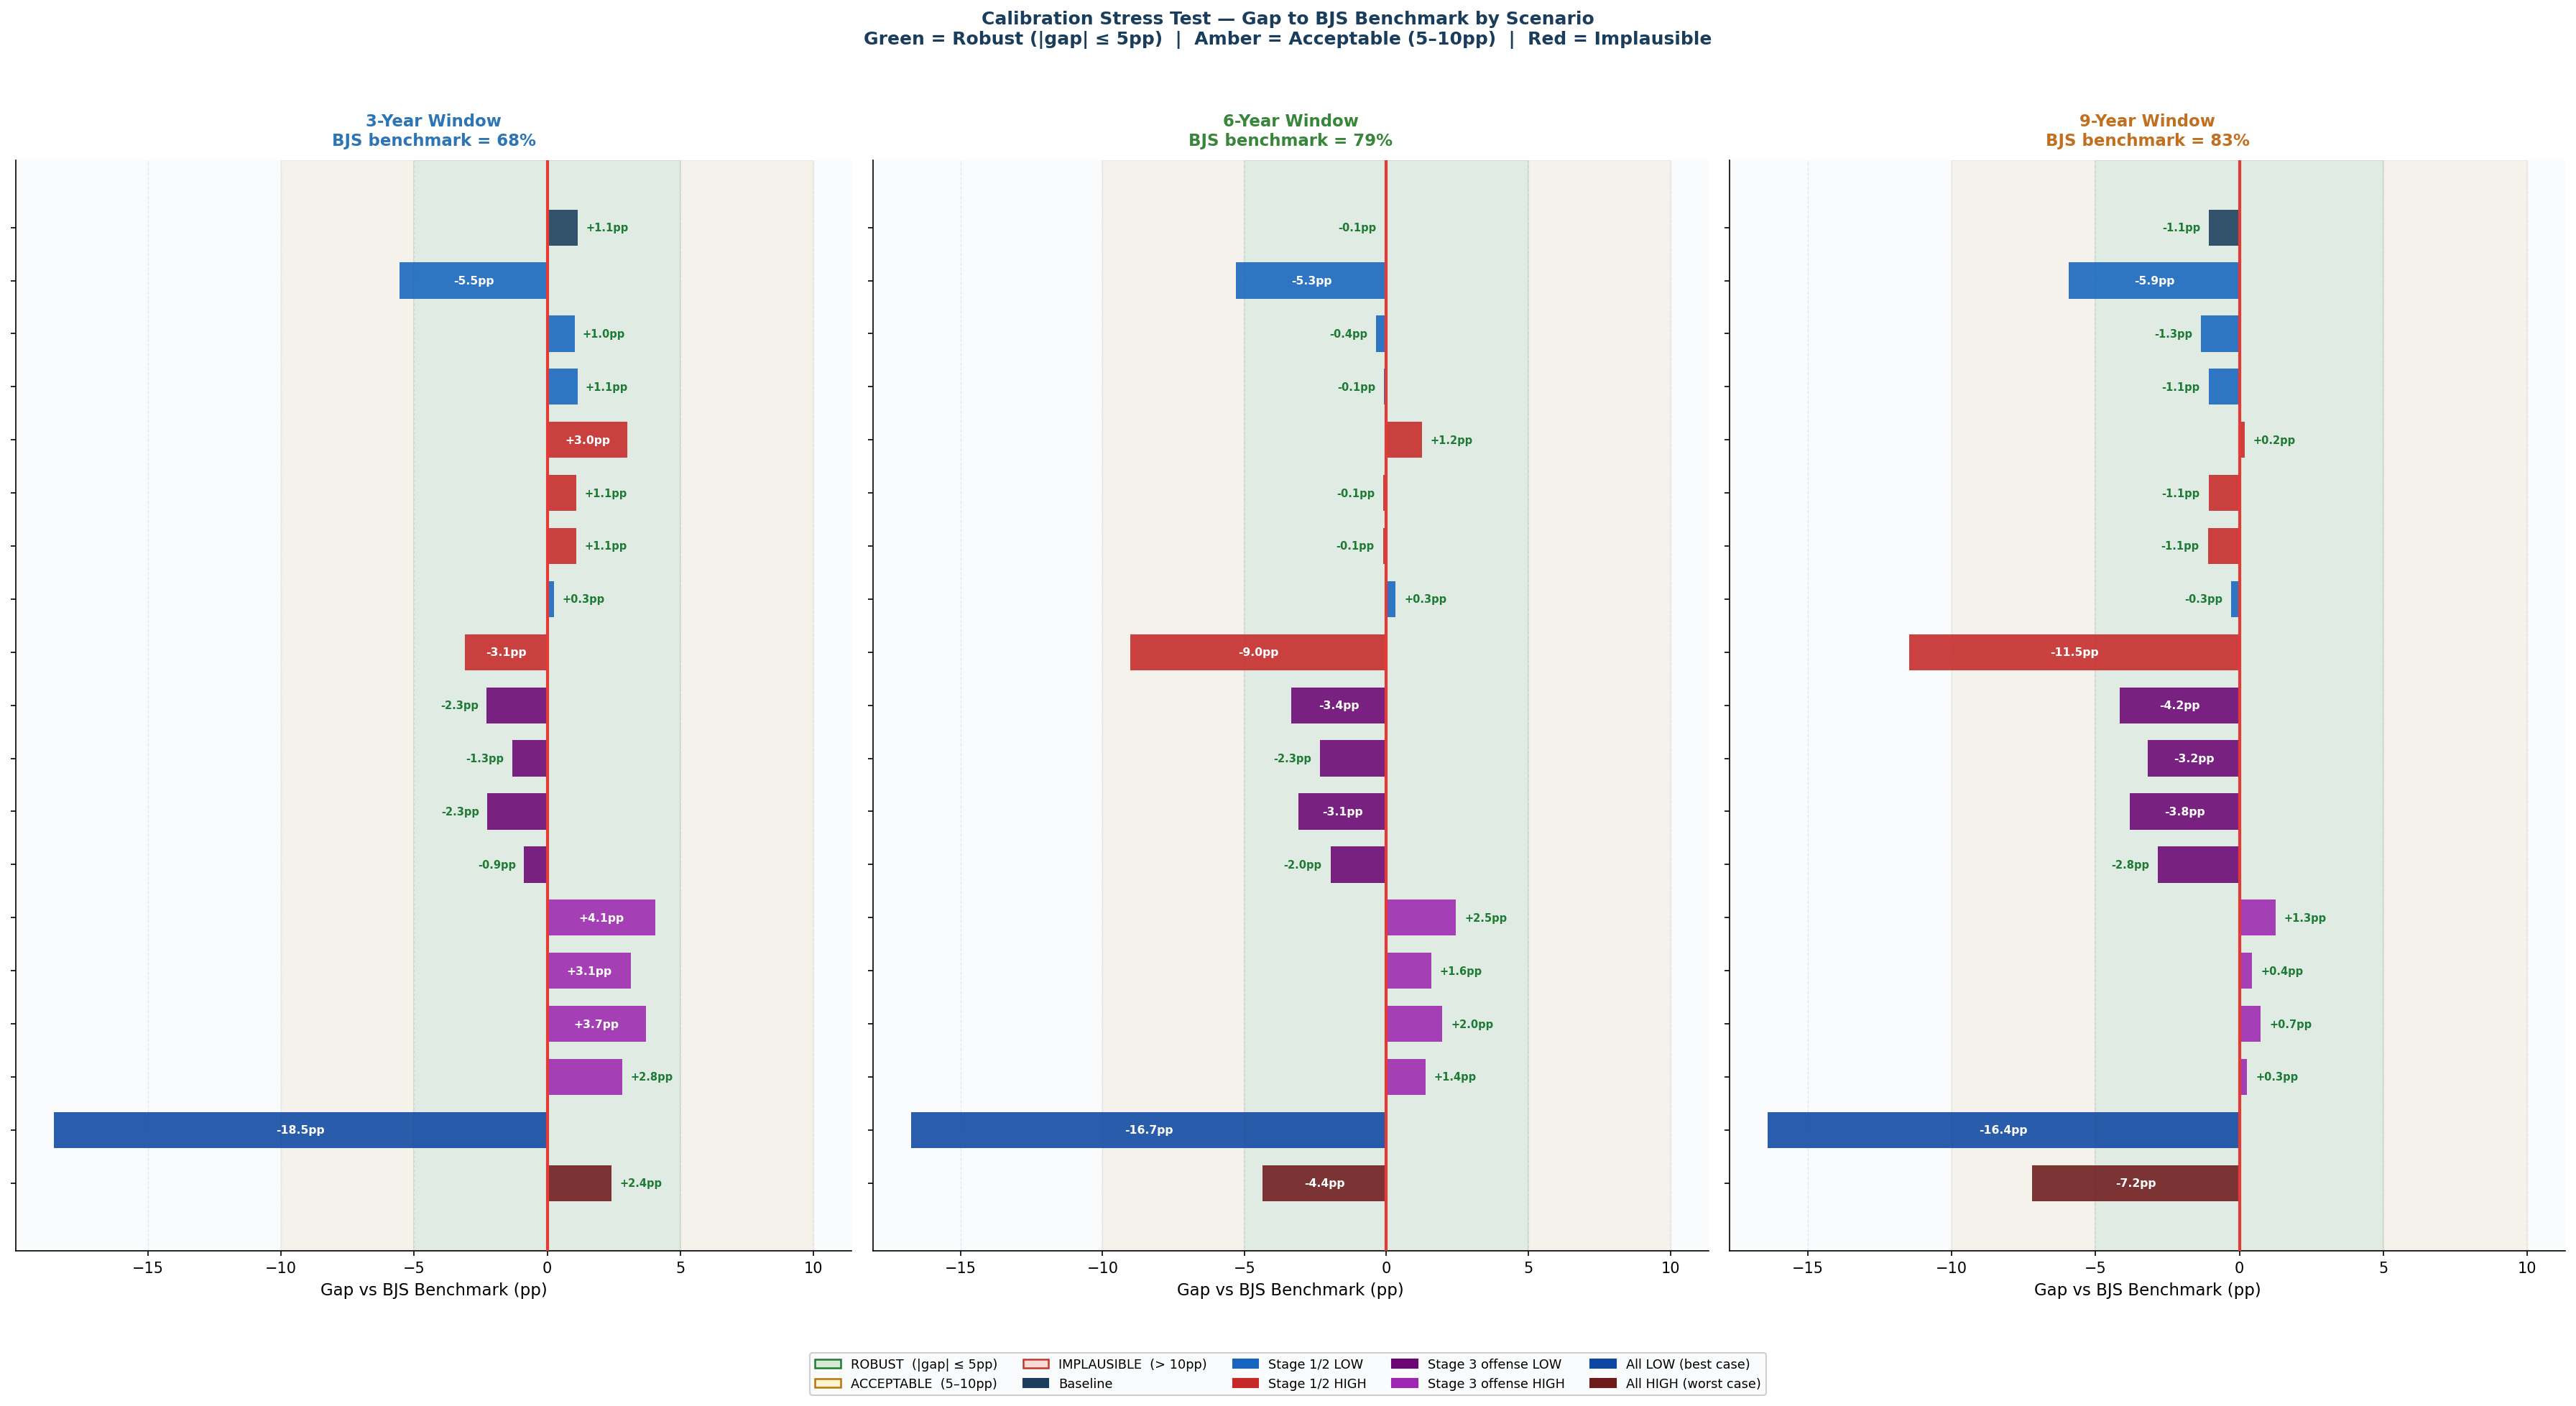 Calibration Stress Test — Gap to BJS Benchmark by Scenario
Green = Robust (|gap| ≤ 5pp)  |  Amber = Acceptable (5–10pp)  |  Red = Implausible
3-Year Window
BJS benchmark = 68%
+1.1pp
-5.5pp
+1.0pp
+1.1pp
+3.0pp
+1.1pp
+1.1pp
+0.3pp
-3.1pp
-2.3pp
-1.3pp
-2.3pp
-0.9pp
+4.1pp
+3.1pp
+3.7pp
+2.8pp
-18.5pp
+2.4pp
−15 −10 −5 0 5 10
Gap vs BJS Benchmark (pp)
6-Year Window
BJS benchmark = 79%
-0.1pp
-5.3pp
-0.4pp
-0.1pp
+1.2pp
-0.1pp
-0.1pp
+0.3pp
-9.0pp
-3.4pp
-2.3pp
-3.1pp
-2.0pp
+2.5pp
+1.6pp
+2.0pp
+1.4pp
-16.7pp
-4.4pp
−15 −10 −5 0 5 10
Gap vs BJS Benchmark (pp)
9-Year Window
BJS benchmark = 83%
-1.1pp
-5.9pp
-1.3pp
-1.1pp
+0.2pp
-1.1pp
-1.1pp
-0.3pp
-11.5pp
-4.2pp
-3.2pp
-3.8pp
-2.8pp
+1.3pp
+0.4pp
+0.7pp
+0.3pp
-16.4pp
-7.2pp
−15 −10 −5 0 5 10
Gap vs BJS Benchmark (pp)
ROBUST (|gap| ≤ 5pp)
ACCEPTABLE (5–10pp)
IMPLAUSIBLE (> 10pp)
Baseline
Stage 1/2 LOW
Stage 1/2 HIGH
Stage 3 offense LOW
Stage 3 offense HIGH
All LOW (best case)
All HIGH (worst case)